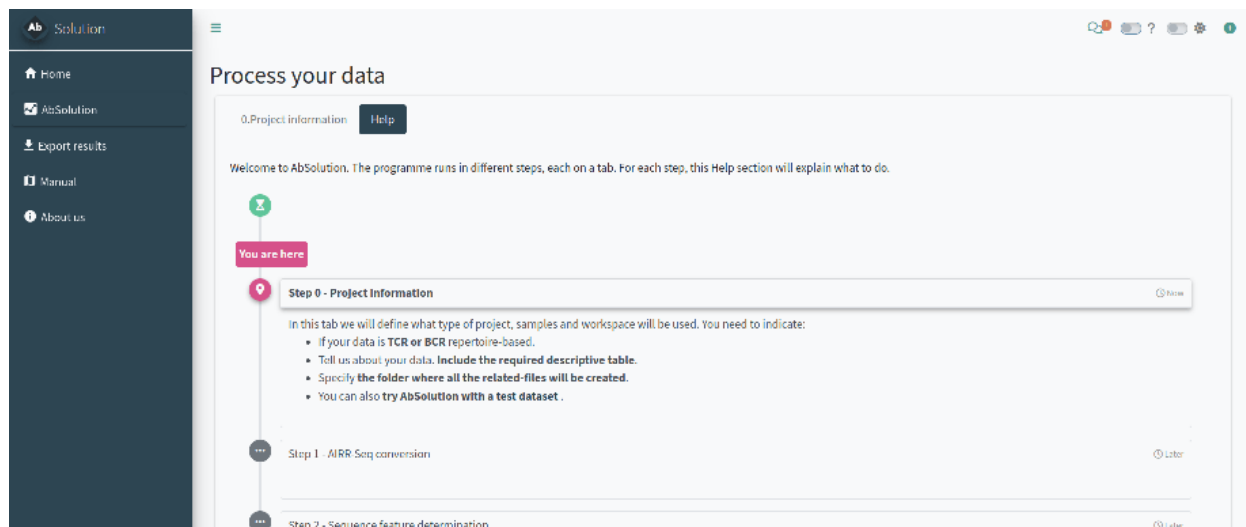 Ab Solution
Home
AbSolution
Export results
Manual
About us
?
Process your data
0.Project information Help
Welcome to AbSolution. The programme runs in different steps, each on a tab. For each step, this Help section will explain what to do.
You are here
Step 0 - Project Information Now
In this tab we will define what type of project, samples and workspace will be used. You need to indicate:
• If your data is TCR or BCR repertoire-based.
• Tell us about your data. Include the required descriptive table.
• Specify the folder where all the related-files will be created.
• You can also try AbSolution with a test dataset .
Step 1 - AIRR-Seq conversion Later
Step 2 - Sequence feature determination Later